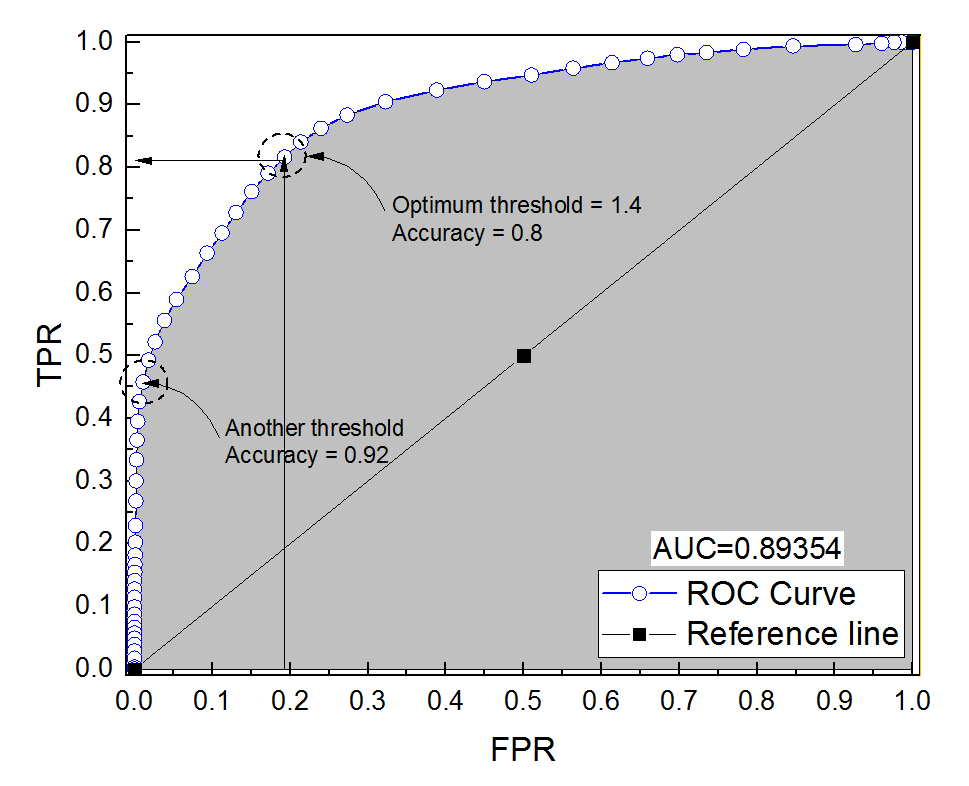 1.0
0.9
0.8
0.7
0.6
0.5
0.4
0.3
0.2
0.1
0.0
TPR
Optimum threshold = 1.4
Accuracy = 0.8
Another threshold
Accuracy = 0.92
AUC=0.89354
ROC Curve
Reference line
0.0 0.1 0.2 0.3 0.4 0.5 0.6 0.7 0.8 0.9 1.0
FPR